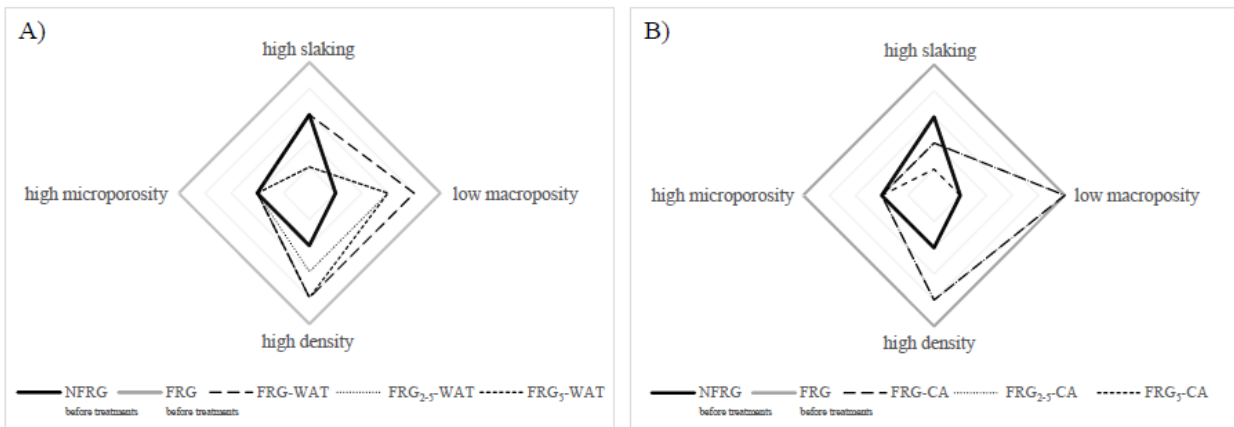 A)
high slaking
high microporosity
low macroposity
high density
NFRG FRG FRG-WAT FRG2-5-WAT FRG5-WAT
before treatments before treatments
B)
high slaking
high microporosity
low macroposity
high density
NFRG FRG FRG-CA FRG2-5-CA FRG5-CA
before treatments before treatments